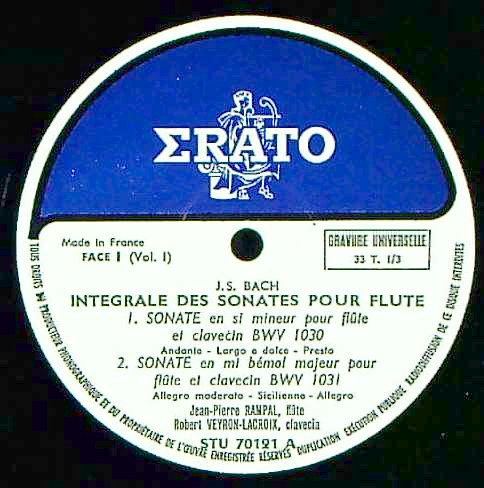 ΣRATO
Made in France
FACE 1 (Vol. 1)
GRAVURE UNIVERSELLE
33 T. 1/3
J.S. BACH
INTEGRALE DES SONATES POUR FLUTE
1. SONATE en si mineur pour flûte
et clavecin BWV 1030
Andante - Largo e dolce - Presto
2. SONATE en mi bémol majeur pour
flûte et clavecin BWV 1031
Allegro moderato - Sicilienne - Allegro
Jean-Pierre RAMPAL, flûte
Robert VEYRON-LACROIX, clavecin
STU 70121 A
TOUS DROITS DU PRODUCTEUR PHONOGRAPHIQUE ET DU PROPRIÉTAIRE DE L'ŒUVRE ENREGISTRÉE RÉSERVÉS DUPLICATION EXÉCUTION PUBLIQUE RADIODIFFUSION DE CE DISQUE INTERDITES